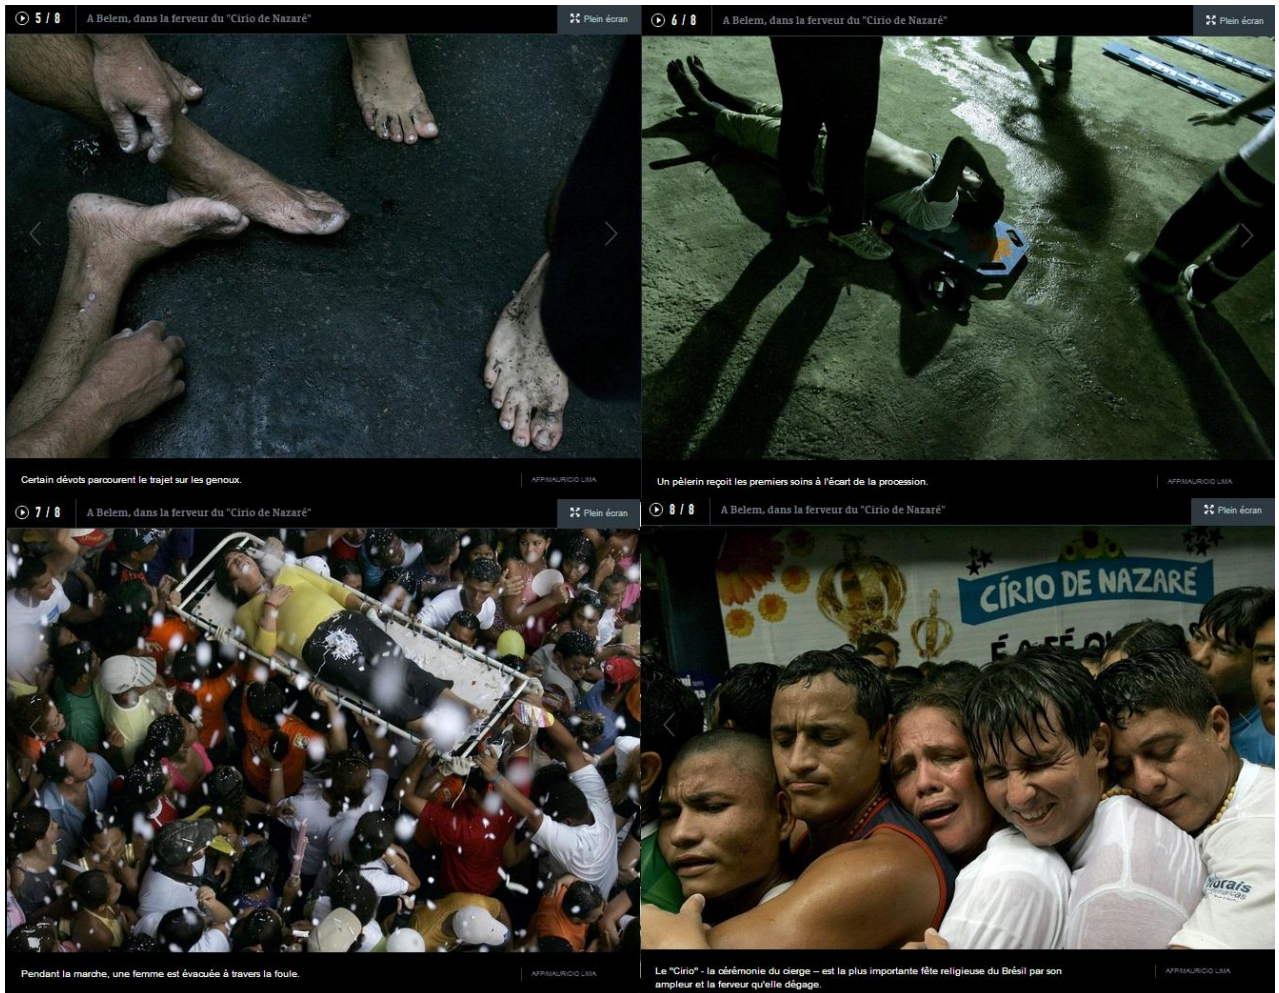 5 / 8 A Belem, dans la ferveur du "Cirio de Nazaré" Plein écran
Certain dévots parcourent le trajet sur les genoux. AFP/MAURICIO LIMA
6 / 8 A Belem, dans la ferveur du "Cirio de Nazaré" Plein écran
Un pèlerin reçoit les premiers soins à l'écart de la procession. AFP/MAURICIO LIMA
7 / 8 A Belem, dans la ferveur du "Cirio de Nazaré" Plein écran
Pendant la marche, une femme est évacuée à travers la foule. AFP/MAURICIO LIMA
8 / 8 A Belem, dans la ferveur du "Cirio de Nazaré" Plein écran
CÍRIO DE NAZARÉ
É A FÉ
Le "Cirio" - la cérémonie du cierge – est la plus importante fête religieuse du Brésil par son AFP/MAURICIO LIMA
ampleur et la ferveur qu'elle dégage.